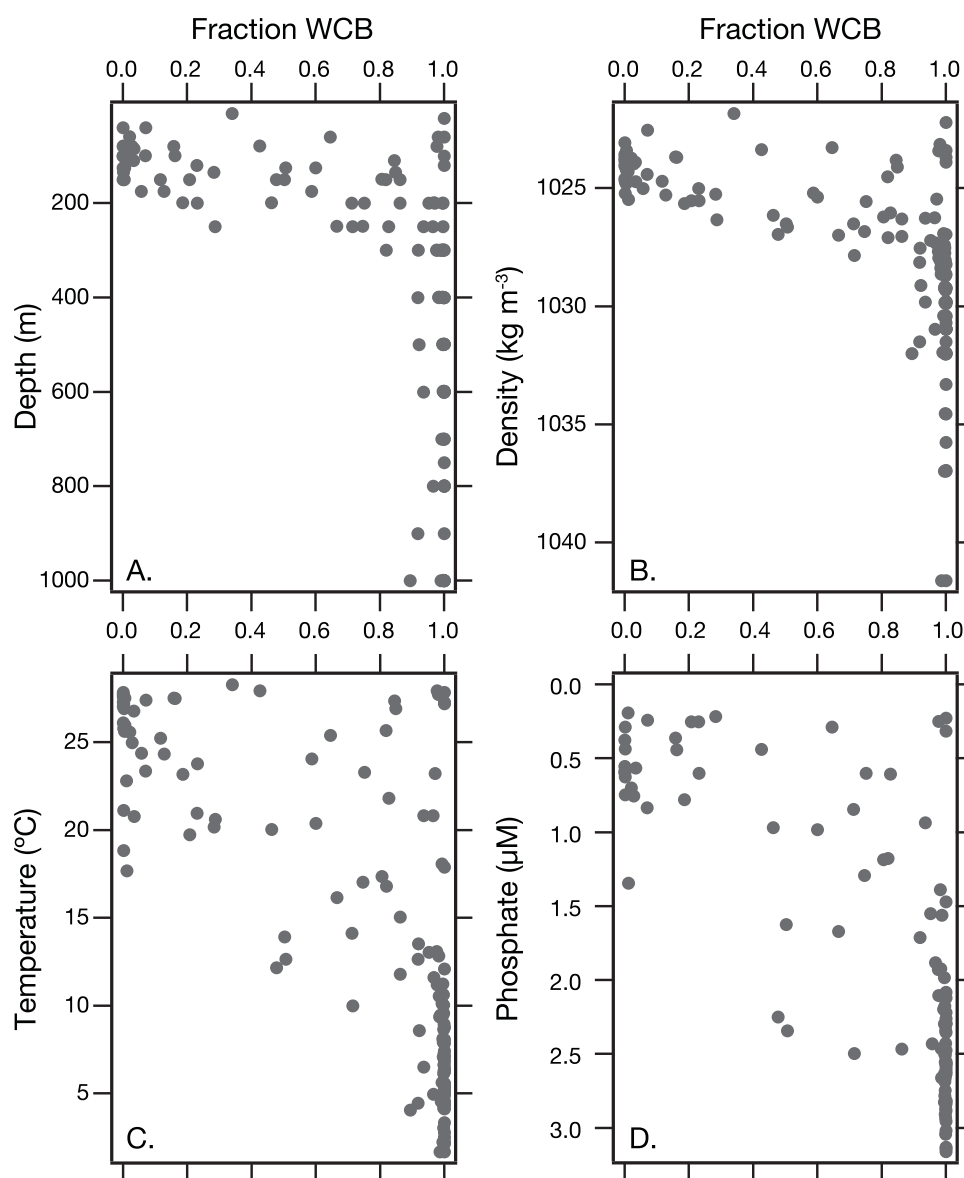 Fraction WCB
0.0 0.2 0.4 0.6 0.8 1.0
Depth (m)
200
400
600
800
1000
A.
Fraction WCB
0.0 0.2 0.4 0.6 0.8 1.0
Density (kg m-3)
1025
1030
1035
1040
B.
0.0 0.2 0.4 0.6 0.8 1.0
Temperature (ºC)
25
20
15
10
5
C.
0.0 0.2 0.4 0.6 0.8 1.0
Phosphate (µM)
0.0
0.5
1.0
1.5
2.0
2.5
3.0
D.